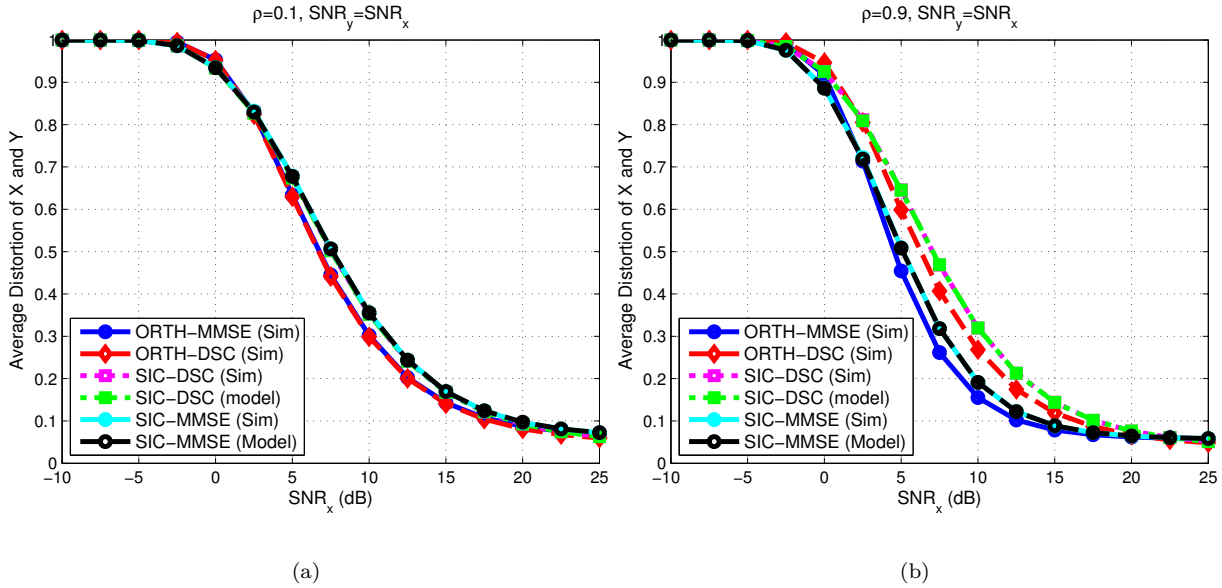 ρ=0.1, SNR_y=SNR_x
1
0.9
0.8
0.7
0.6
0.5
0.4
0.3
0.2
0.1
0
Average Distortion of X and Y
ORTH−MMSE (Sim)
ORTH−DSC (Sim)
SIC−DSC (Sim)
SIC−DSC (model)
SIC−MMSE (Sim)
SIC−MMSE (Model)
−10 −5 0 5 10 15 20 25
SNR_x (dB)
(a)
ρ=0.9, SNR_y=SNR_x
1
0.9
0.8
0.7
0.6
0.5
0.4
0.3
0.2
0.1
0
Average Distortion of X and Y
ORTH−MMSE (Sim)
ORTH−DSC (Sim)
SIC−DSC (Sim)
SIC−DSC (model)
SIC−MMSE (Sim)
SIC−MMSE (Model)
−10 −5 0 5 10 15 20 25
SNR_x (dB)
(b)